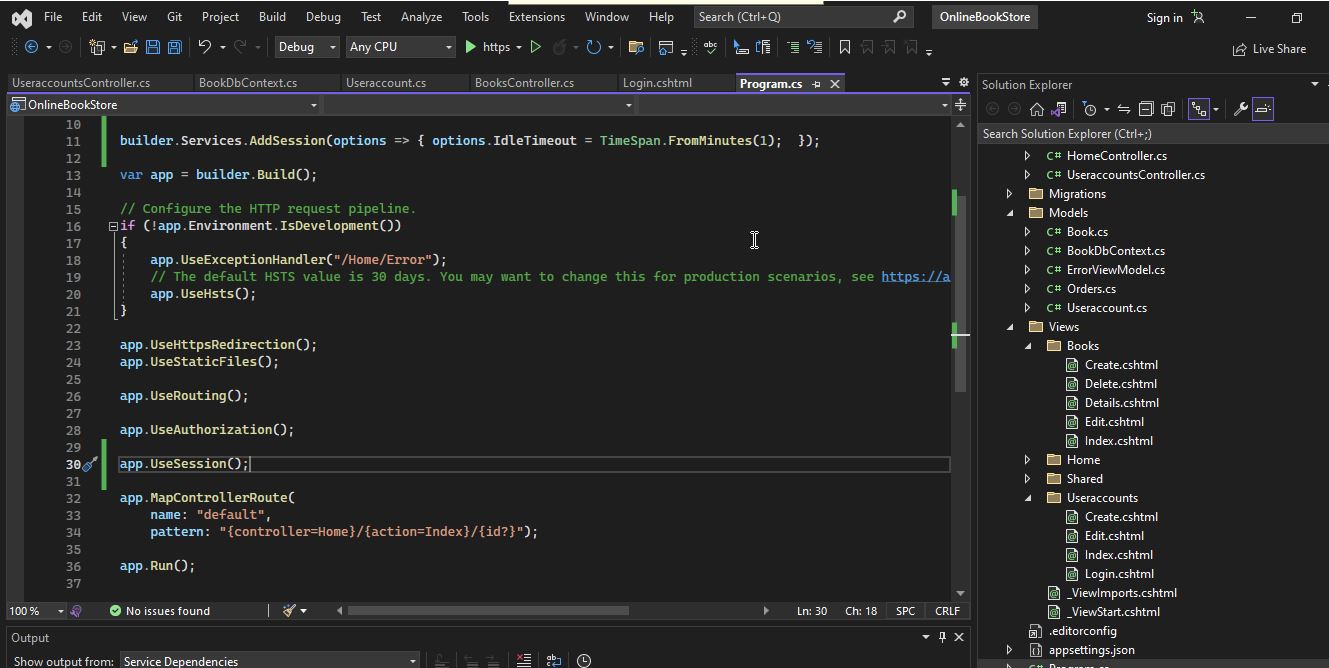 File Edit View Git Project Build Debug Test Analyze Tools Extensions Window Help Search (Ctrl+Q) OnlineBookStore Sign in
Debug Any CPU https Live Share
UseraccountsController.cs BookDbContext.cs Useraccount.cs BooksController.cs Login.cshtml Program.cs
OnlineBookStore
10
11 builder.Services.AddSession(options => { options.IdleTimeout = TimeSpan.FromMinutes(1);  });
12
13 var app = builder.Build();
14
15 // Configure the HTTP request pipeline.
16 if (!app.Environment.IsDevelopment())
17 {
18 app.UseExceptionHandler("/Home/Error");
19 // The default HSTS value is 30 days. You may want to change this for production scenarios, see https://a
20 app.UseHsts();
21 }
22
23 app.UseHttpsRedirection();
24 app.UseStaticFiles();
25
26 app.UseRouting();
27
28 app.UseAuthorization();
29
30 app.UseSession();
31
32 app.MapControllerRoute(
33 name: "default",
34 pattern: "{controller=Home}/{action=Index}/{id?}");
35
36 app.Run();
37
100 % No issues found Ln: 30 Ch: 18 SPC CRLF
Output
Show output from: Service Dependencies
Solution Explorer
Search Solution Explorer (Ctrl+;)
C# HomeController.cs
C# UseraccountsController.cs
Migrations
Models
C# Book.cs
C# BookDbContext.cs
C# ErrorViewModel.cs
C# Orders.cs
C# Useraccount.cs
Views
Books
Create.cshtml
Delete.cshtml
Details.cshtml
Edit.cshtml
Index.cshtml
Home
Shared
Useraccounts
Create.cshtml
Edit.cshtml
Index.cshtml
Login.cshtml
_ViewImports.cshtml
_ViewStart.cshtml
.editorconfig
appsettings.json
C# Program.cs